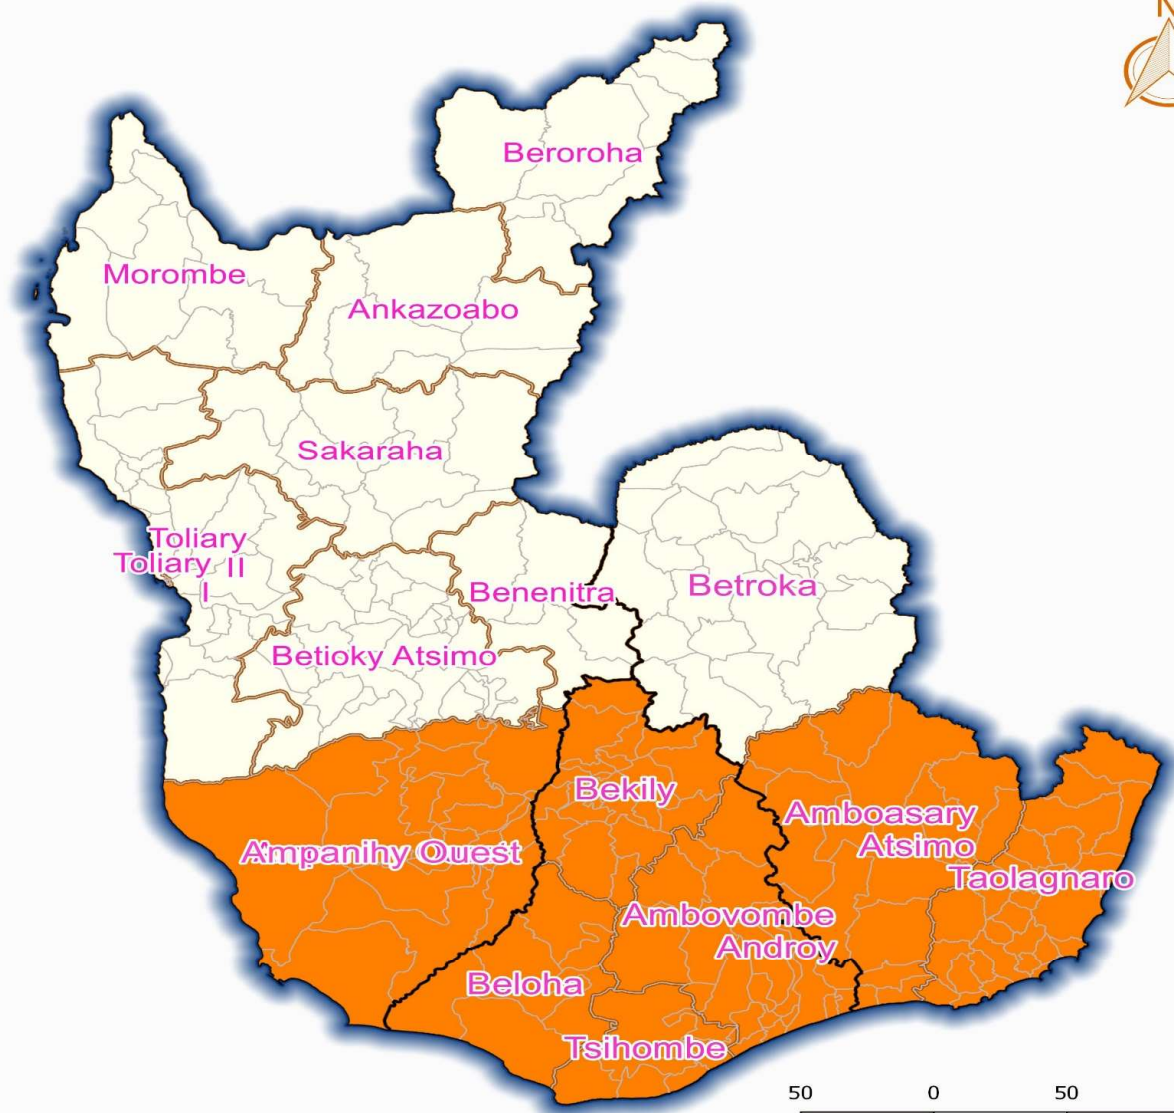 N
Beroroha
Morombe
Ankazoabo
Sakaraha
Toliary
Toliary II
I
Benenitra
Betroka
Betioky Atsimo
Bekily
Amboasary
Atsimo
Ampanihy Ouest
Taolagnaro
Ambovombe
Androy
Beloha
Tsihombe
50 0 50